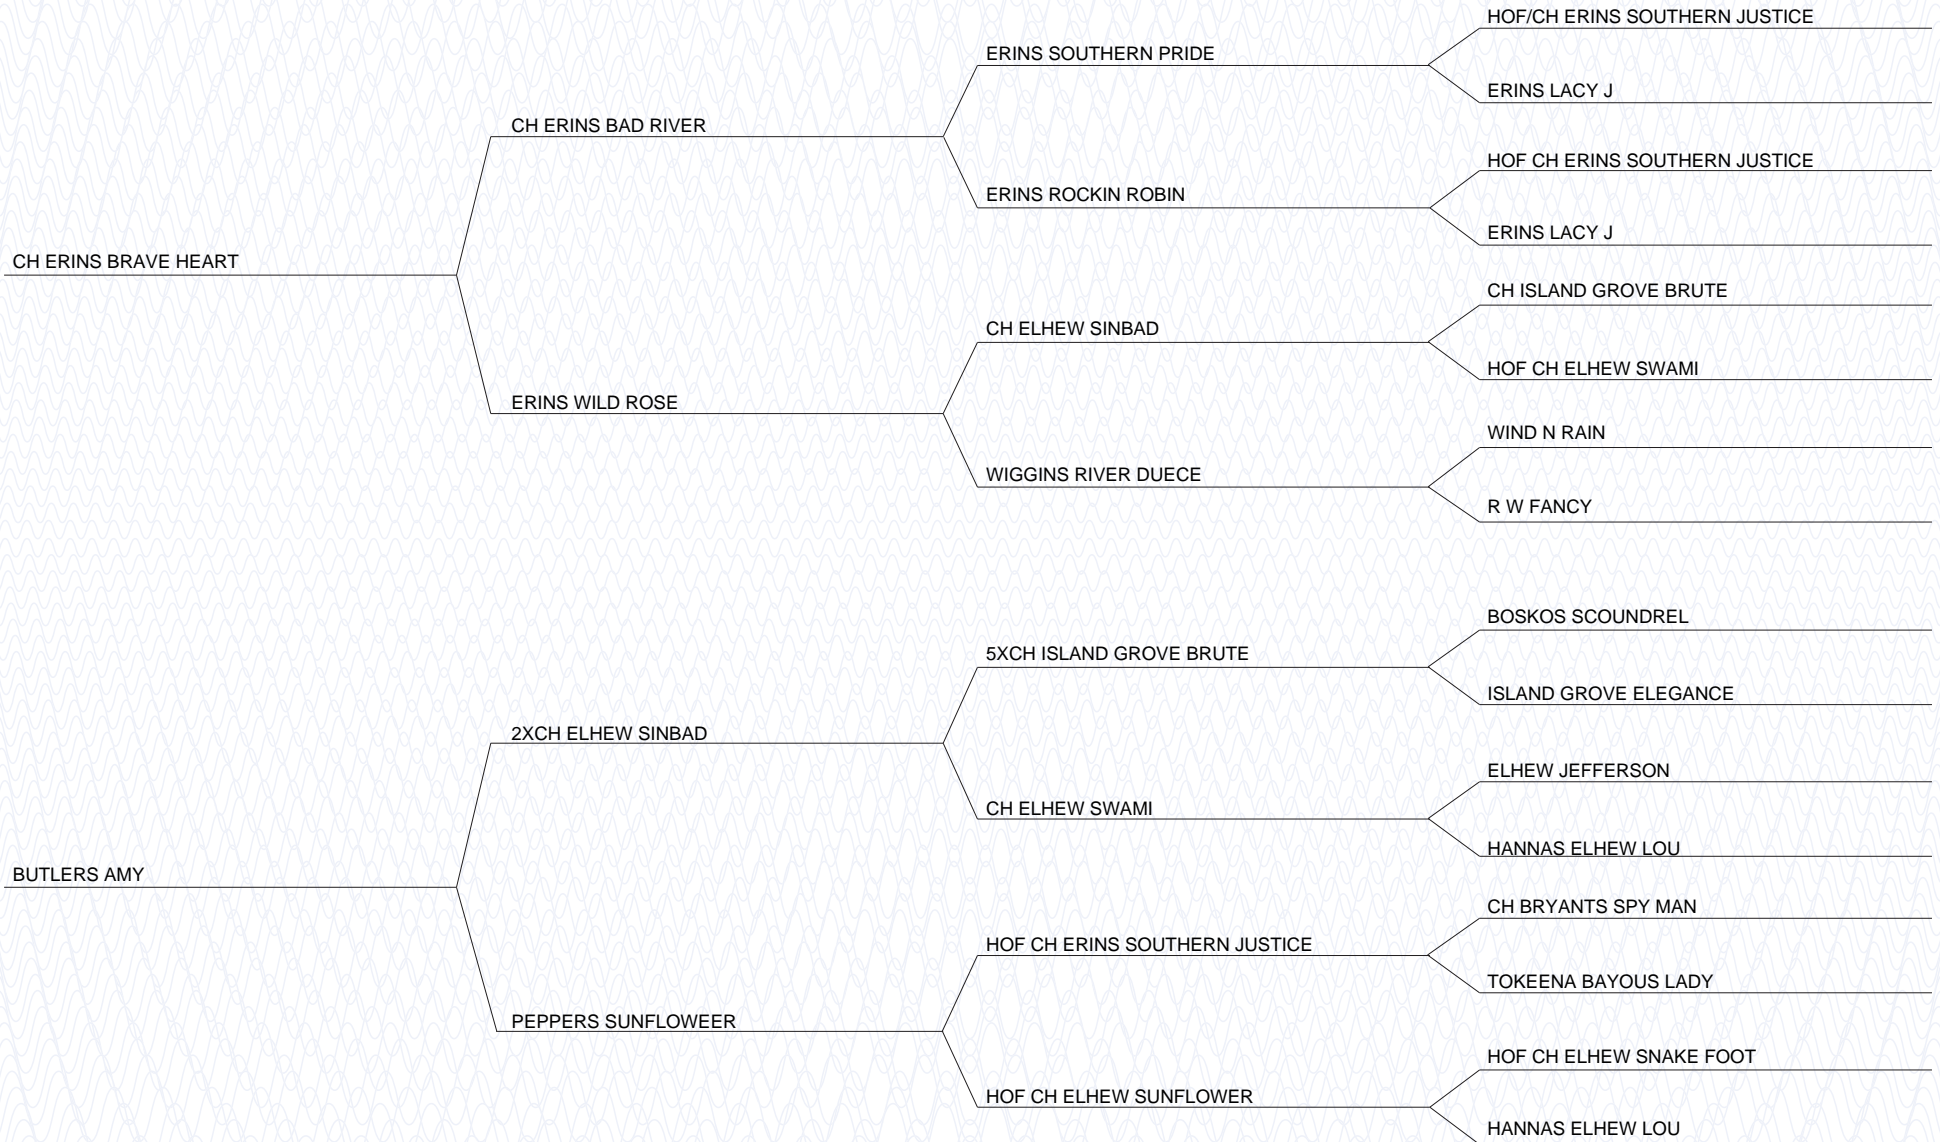 HOF/CH ERINS SOUTHERN JUSTICE
ERINS SOUTHERN PRIDE
ERINS LACY J
CH ERINS BAD RIVER
HOF CH ERINS SOUTHERN JUSTICE
ERINS ROCKIN ROBIN
ERINS LACY J
CH ERINS BRAVE HEART
CH ISLAND GROVE BRUTE
CH ELHEW SINBAD
HOF CH ELHEW SWAMI
ERINS WILD ROSE
WIND N RAIN
WIGGINS RIVER DUECE
R W FANCY
BOSKOS SCOUNDREL
5XCH ISLAND GROVE BRUTE
ISLAND GROVE ELEGANCE
2XCH ELHEW SINBAD
ELHEW JEFFERSON
CH ELHEW SWAMI
HANNAS ELHEW LOU
BUTLERS AMY
CH BRYANTS SPY MAN
HOF CH ERINS SOUTHERN JUSTICE
TOKEENA BAYOUS LADY
PEPPERS SUNFLOWEER
HOF CH ELHEW SNAKE FOOT
HOF CH ELHEW SUNFLOWER
HANNAS ELHEW LOU